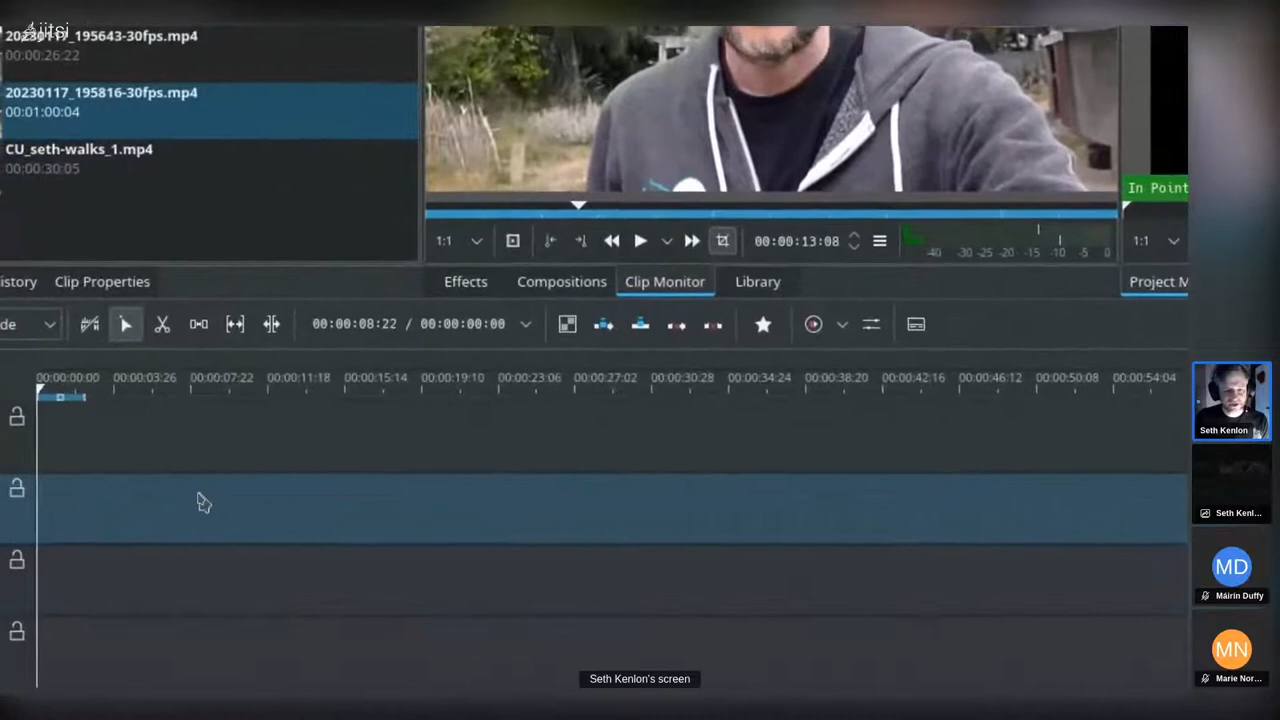 Jitsi
20230117_195643-30fps.mp4
00:00:26:22
20230117_195816-30fps.mp4
00:01:00:04
CU_seth-walks_1.mp4
00:00:30:05
In Point
1:1
00:00:13:08
-40 -30 -25 -20 -15 -10 -5 0
1:1
istory
Clip Properties
Effects
Compositions
Clip Monitor
Library
Project M
de
00:00:08:22 / 00:00:00:00
00:00:00:00 00:00:03:26 00:00:07:22 00:00:11:18 00:00:15:14 00:00:19:10 00:00:23:06 00:00:27:02 00:00:30:28 00:00:34:24 00:00:38:20 00:00:42:16 00:00:46:12 00:00:50:08 00:00:54:04
Seth Kenlon
Seth Kenl...
MD
Máirín Duffy
MN
Marie Nor...
Seth Kenlon's screen